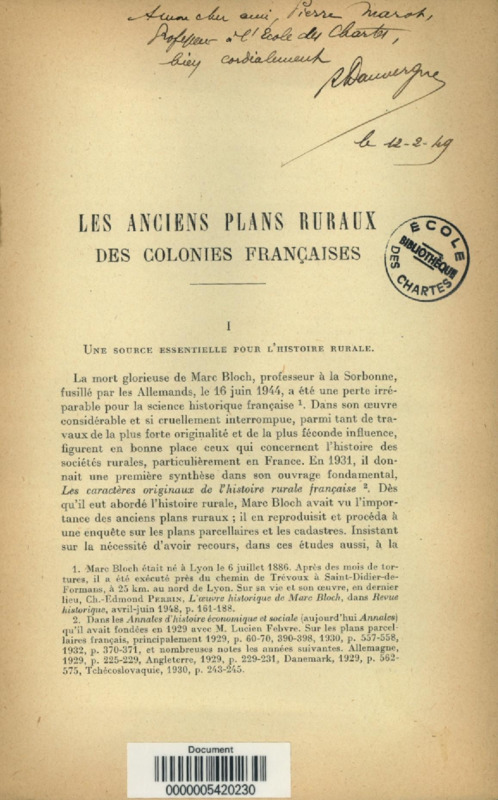 A mon cher ami, Pierre Marot,
Professeur à l'Ecole des Chartes,
bien cordialement
R Dauvergne
le 12-2-49
LES ANCIENS PLANS RURAUX
DES COLONIES FRANÇAISES
ÉCOLE
BIBLIOTHÈQUE
DES CHARTES
I
UNE SOURCE ESSENTIELLE POUR L'HISTOIRE RURALE.
La mort glorieuse de Marc Bloch, professeur à la Sorbonne,
fusillé par les Allemands, le 16 juin 1944, a été une perte irré-
parable pour la science historique française 1. Dans son œuvre
considérable et si cruellement interrompue, parmi tant de tra-
vaux de la plus forte originalité et de la plus féconde influence,
figurent en bonne place ceux qui concernent l'histoire des
sociétés rurales, particulièrement en France. En 1931, il don-
nait une première synthèse dans son ouvrage fondamental,
Les caractères originaux de l'histoire rurale française 2. Dès
qu'il eut abordé l'histoire rurale, Marc Bloch avait vu l'impor-
tance des anciens plans ruraux ; il en reproduisit et procéda à
une enquête sur les plans parcellaires et les cadastres. Insistant
sur la nécessité d'avoir recours, dans ces études aussi, à la
1. Marc Bloch était né à Lyon le 6 juillet 1886. Après des mois de tor-
tures, il a été exécuté près du chemin de Trévoux à Saint-Didier-de-
Formans, à 25 km. au nord de Lyon. Sur sa vie et son œuvre, en dernier
lieu, Ch.-Edmond PERRIN, L'œuvre historique de Marc Bloch, dans Revue
historique, avril-juin 1948, p. 161-188.
2. Dans les Annales d'histoire économique et sociale (aujourd'hui Annales)
qu'il avait fondées en 1929 avec M. Lucien Febvre. Sur les plans parcel-
laires français, principalement 1929, p. 60-70, 390-398, 1930, p. 557-558,
1932, p. 370-371, et nombreuses notes les années suivantes. Allemagne,
1929, p. 225-229, Angleterre, 1929, p. 229-231, Danemark, 1929, p. 562-
575, Tchécoslovaquie, 1930, p. 243-245.
Document
0000005420230